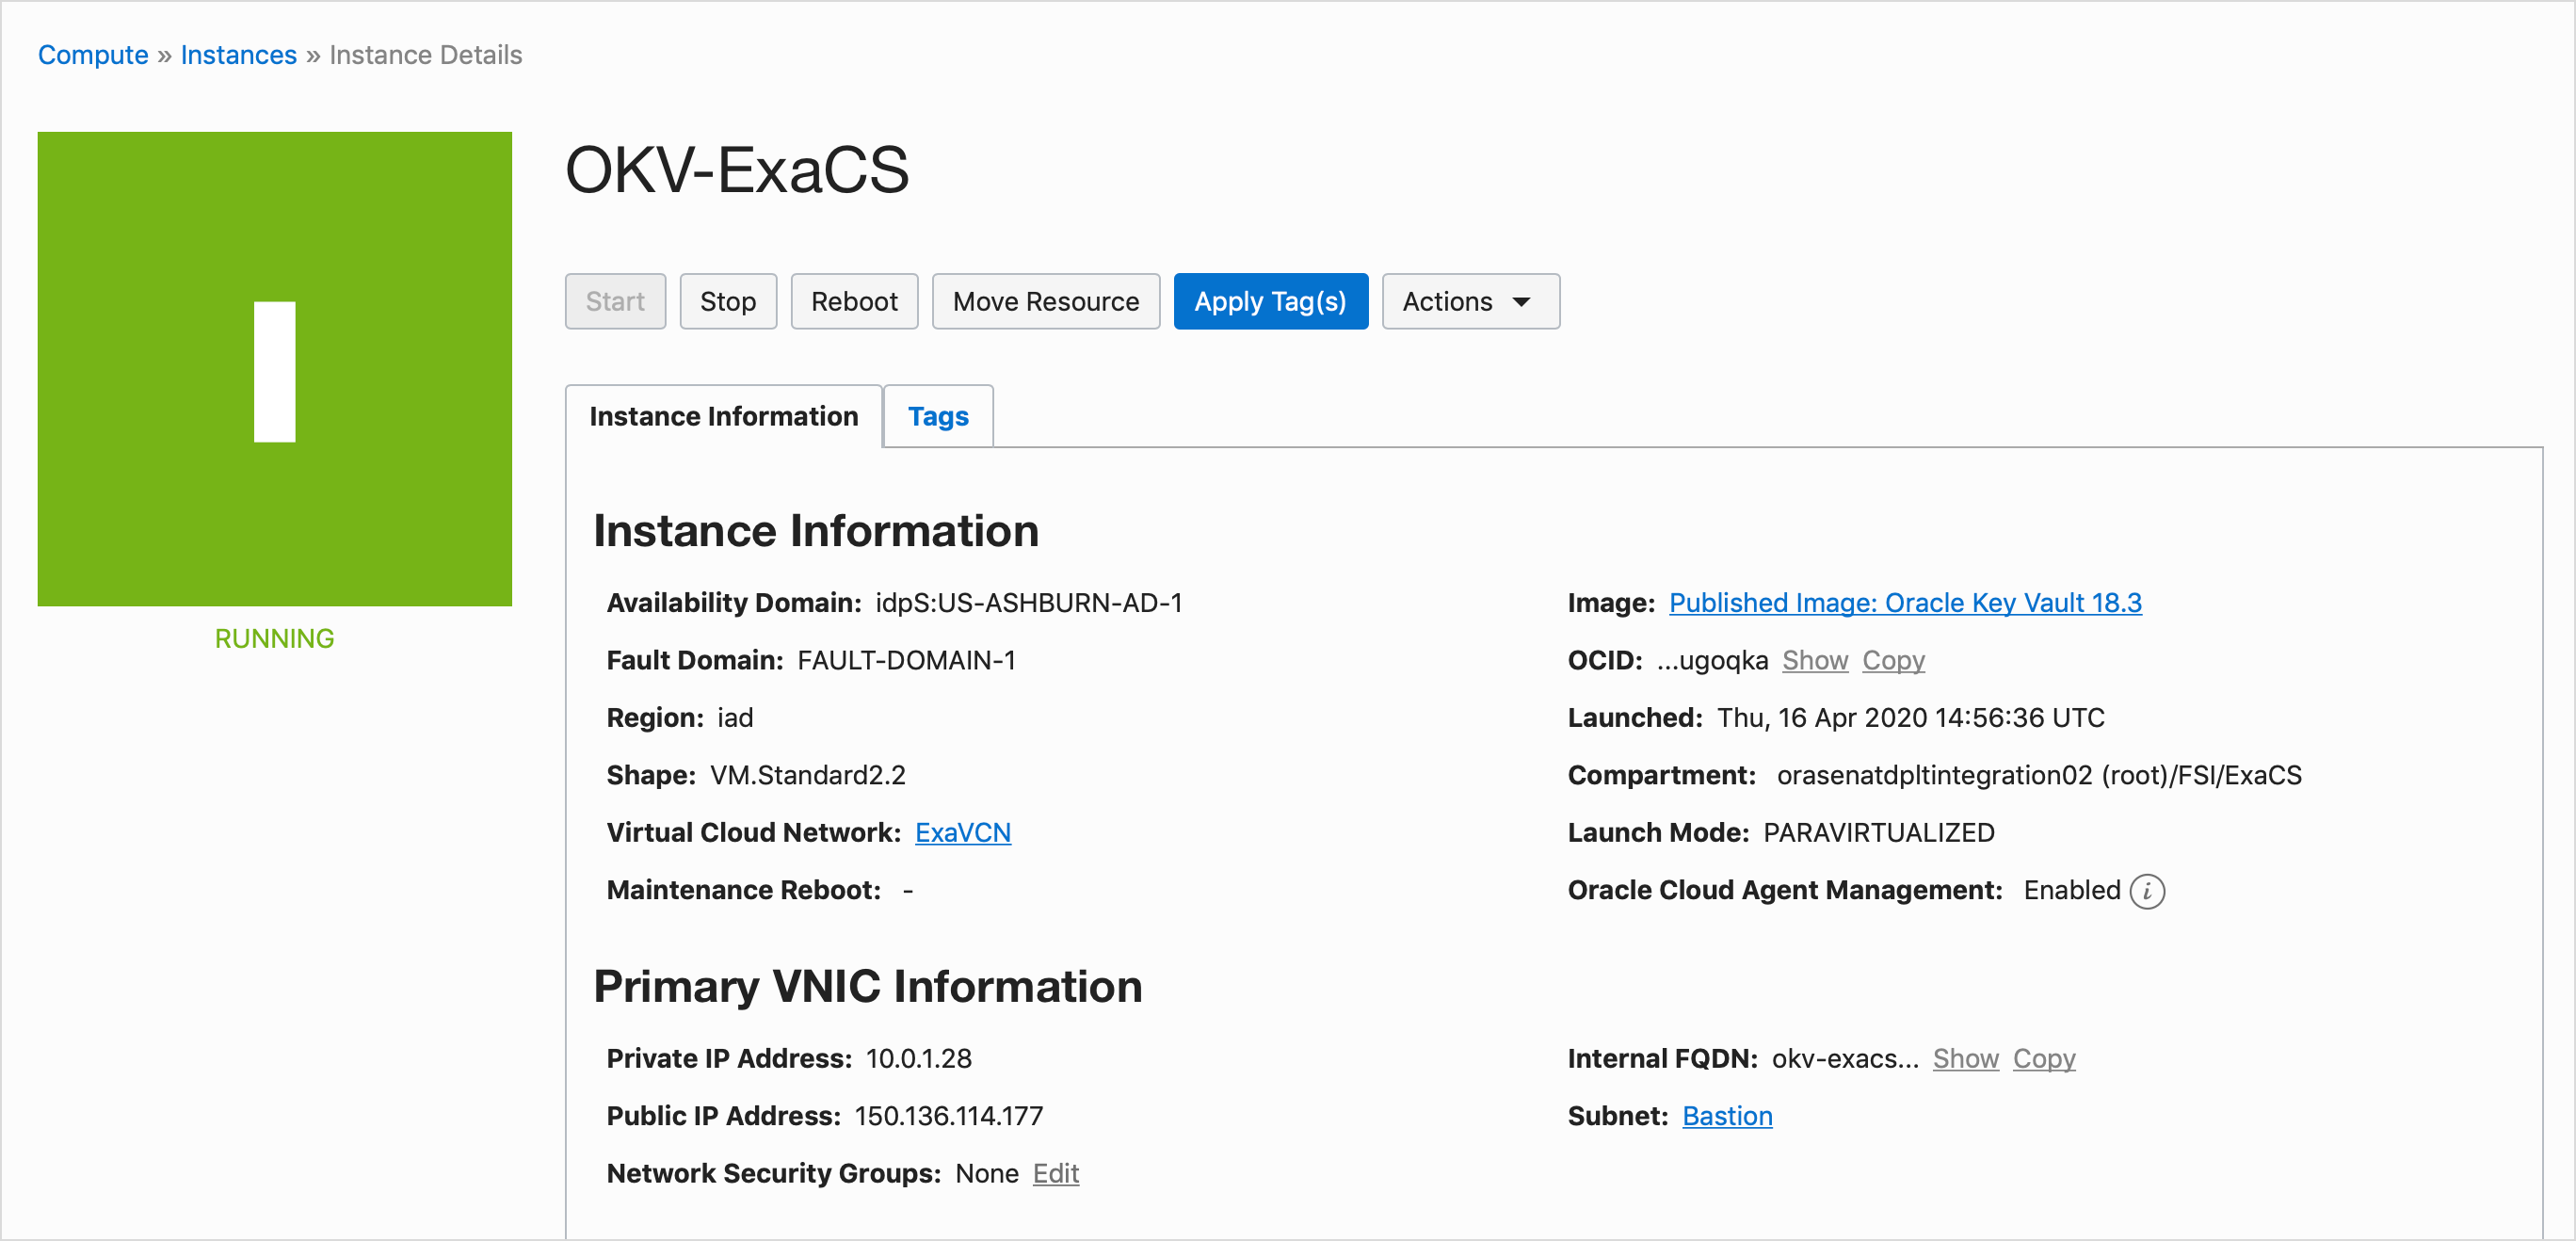 Compute » Instances » Instance Details
OKV-ExaCS
I
RUNNING
Start Stop Reboot Move Resource Apply Tag(s) Actions
Instance Information Tags
Instance Information
Availability Domain: idpS:US-ASHBURN-AD-1
Fault Domain: FAULT-DOMAIN-1
Region: iad
Shape: VM.Standard2.2
Virtual Cloud Network: ExaVCN
Maintenance Reboot: -
Image: Published Image: Oracle Key Vault 18.3
OCID: ...ugoqka Show Copy
Launched: Thu, 16 Apr 2020 14:56:36 UTC
Compartment: orasenatdpltintegration02 (root)/FSI/ExaCS
Launch Mode: PARAVIRTUALIZED
Oracle Cloud Agent Management: Enabled i
Primary VNIC Information
Private IP Address: 10.0.1.28
Public IP Address: 150.136.114.177
Network Security Groups: None Edit
Internal FQDN: okv-exacs... Show Copy
Subnet: Bastion